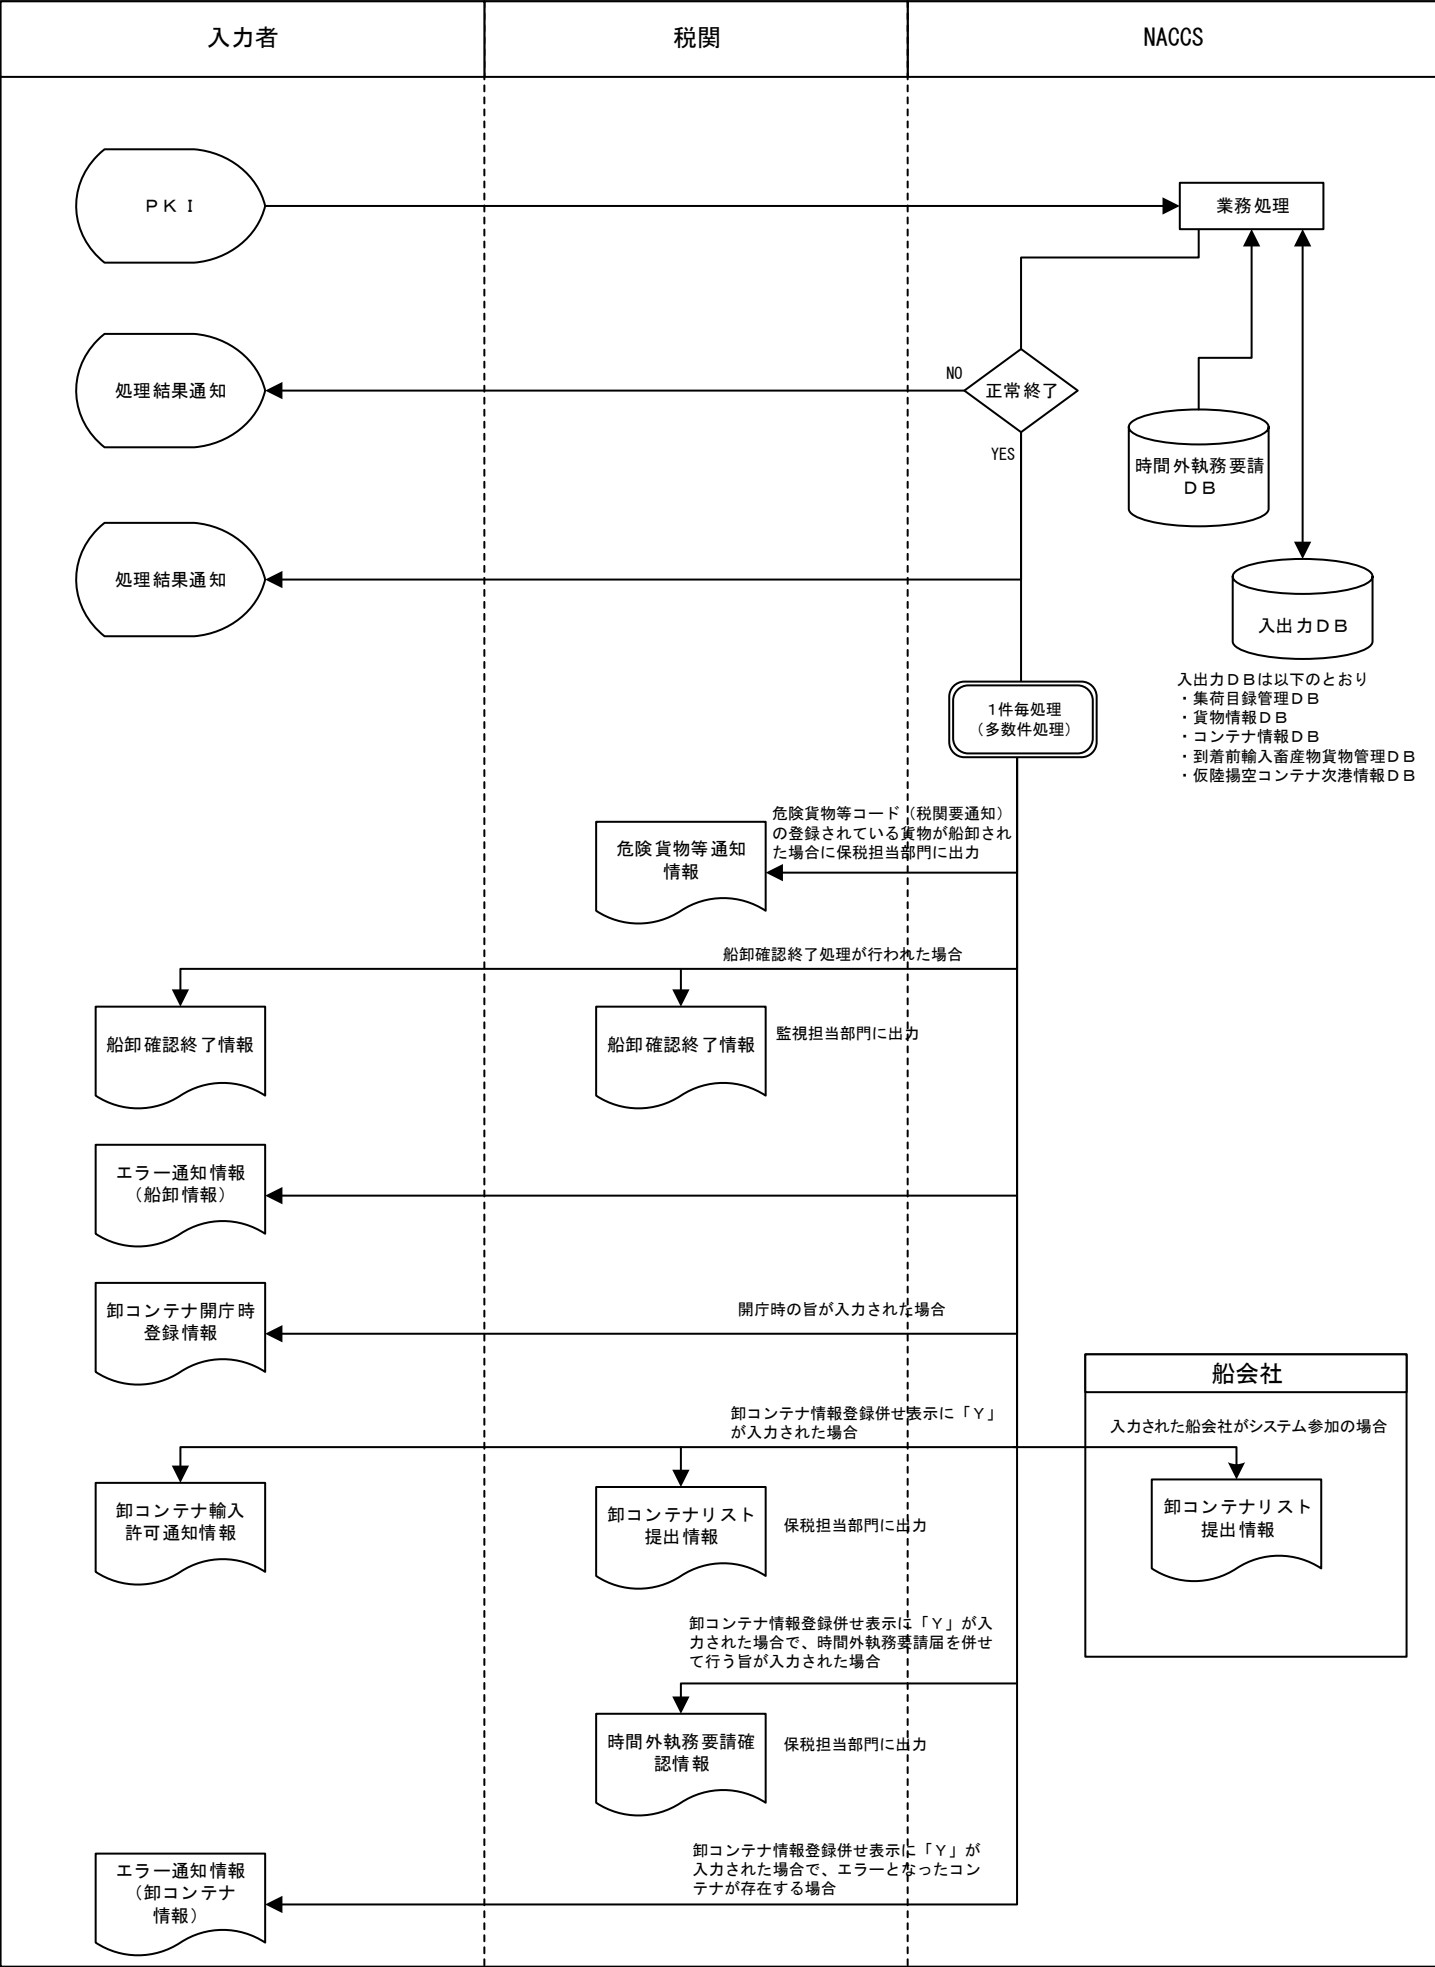 入力者
税関
NACCS
ＰＫＩ
業務処理
処理結果通知
NO
正常終了
YES
時間外執務要請
ＤＢ
処理結果通知
入出力ＤＢ
入出力ＤＢは以下のとおり
・集荷目録管理ＤＢ
・貨物情報ＤＢ
・コンテナ情報ＤＢ
・到着前輸入畜産物貨物管理ＤＢ
・仮陸揚空コンテナ次港情報ＤＢ
1件毎処理
（多数件処理）
危険貨物等コード（税関要通知）
の登録されている貨物が船卸され
た場合に保税担当部門に出力
危険貨物等通知
情報
船卸確認終了処理が行われた場合
船卸確認終了情報
船卸確認終了情報
監視担当部門に出力
エラー通知情報
（船卸情報）
卸コンテナ開庁時
登録情報
開庁時の旨が入力された場合
船会社
卸コンテナ情報登録併せ表示に「Ｙ」
が入力された場合
入力された船会社がシステム参加の場合
卸コンテナ輸入
許可通知情報
卸コンテナリスト
提出情報
保税担当部門に出力
卸コンテナリスト
提出情報
卸コンテナ情報登録併せ表示に「Ｙ」が入
力された場合で、時間外執務要請届を併せ
て行う旨が入力された場合
時間外執務要請確
認情報
保税担当部門に出力
卸コンテナ情報登録併せ表示に「Ｙ」が
入力された場合で、エラーとなったコン
テナが存在する場合
エラー通知情報
（卸コンテナ
情報）